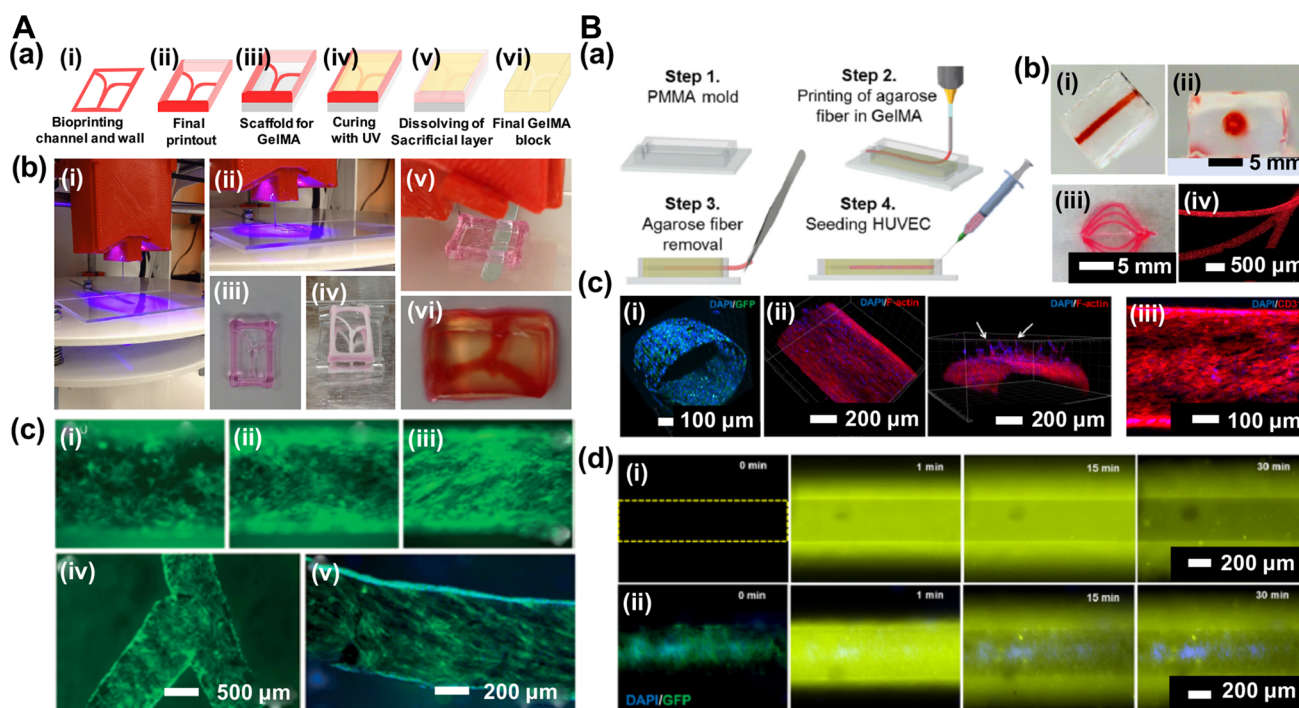 A
(a)
(i)
(ii)
(iii)
(iv)
(v)
(vi)
Bioprinting
channel and wall
Final
printout
Scaffold for
GelMA
Curing
with UV
Dissolving of
Sacrificial layer
Final GelMA
block
(b)
(i)
(ii)
(iii)
(iv)
(v)
(vi)
(c)
(i)
(ii)
(iii)
(iv)
500 µm
(v)
200 µm
B
(a)
Step 1.
PMMA mold
Step 2.
Printing of agarose
fiber in GelMA
Step 3.
Agarose fiber
removal
Step 4.
Seeding HUVEC
(b)
(i)
(ii)
5 mm
(iii)
5 mm
(iv)
500 µm
(c)
(i)
DAPI/GFP
100 µm
(ii)
DAPI/F-actin
200 µm
DAPI/F-actin
200 µm
(iii)
DAPI/CD31
100 µm
(d)
(i)
0 min
1 min
15 min
30 min
200 µm
(ii)
0 min
1 min
15 min
30 min
DAPI/GFP
200 µm